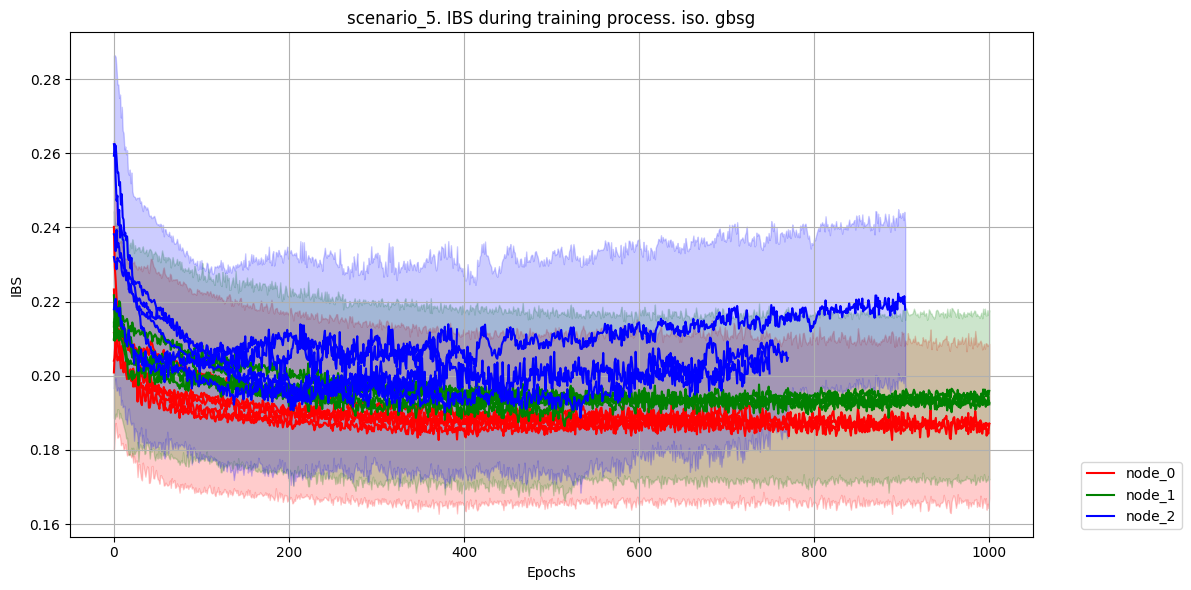 scenario_5. IBS during training process. iso. gbsg
IBS
0.28
0.26
0.24
0.22
0.20
0.18
0.16
0
200
400
600
800
1000
Epochs
node_0
node_1
node_2